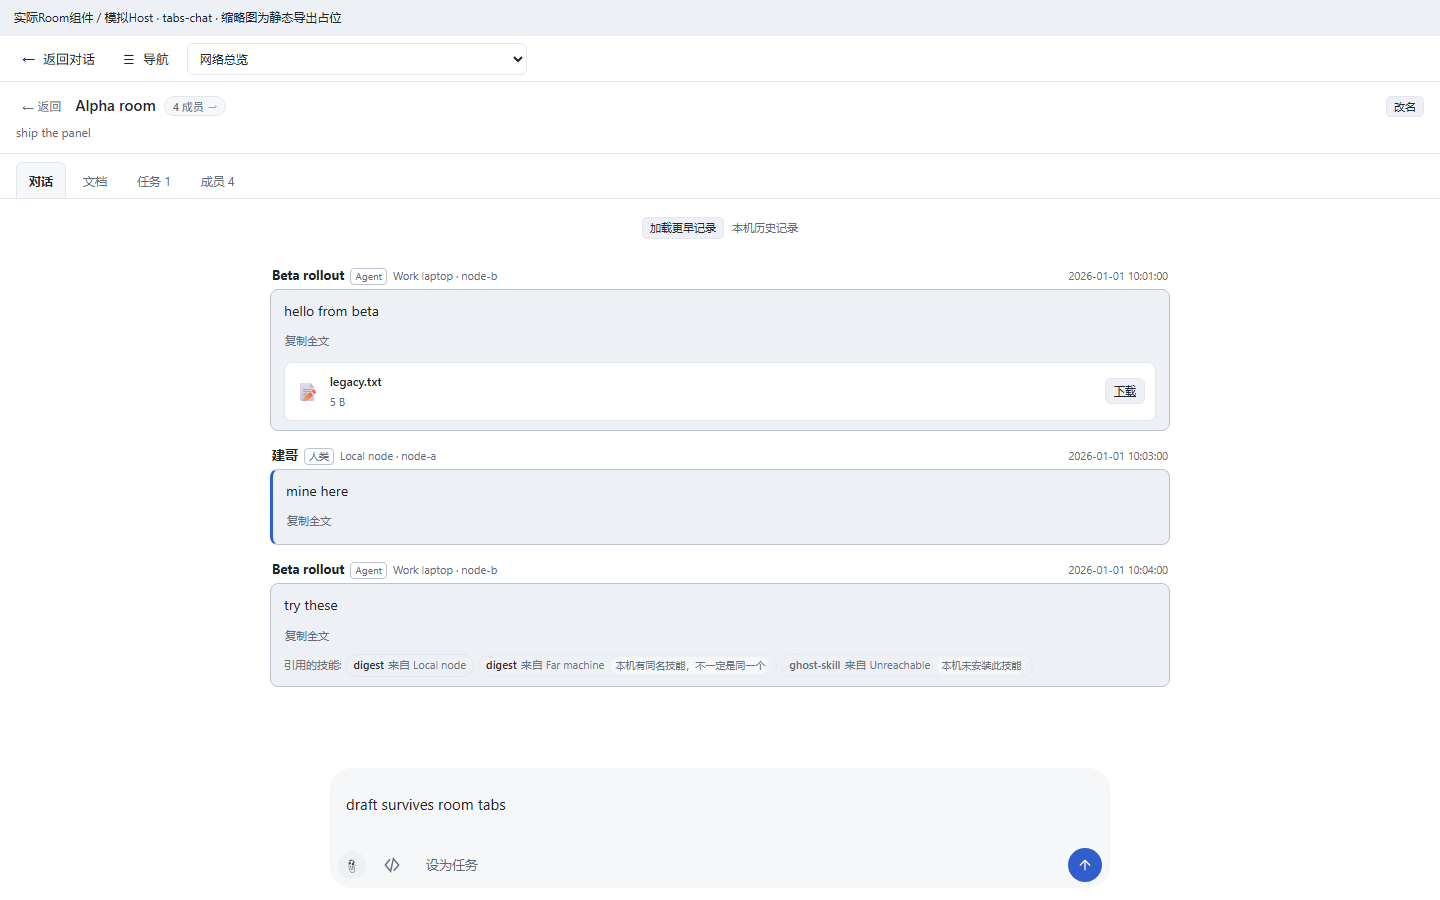 实际Room组件 / 模拟Host · tabs-chat · 缩略图为静态导出占位
← 返回对话 ☰ 导航 网络总览
← 返回 Alpha room 4 成员 → 改名
ship the panel
对话 文档 任务 1 成员 4
加载更早记录 本机历史记录
Beta rollout Agent Work laptop · node-b 2026-01-01 10:01:00
hello from beta
复制全文
legacy.txt
5 B
下载
建哥 人类 Local node · node-a 2026-01-01 10:03:00
mine here
复制全文
Beta rollout Agent Work laptop · node-b 2026-01-01 10:04:00
try these
复制全文
引用的技能: digest 来自 Local node digest 来自 Far machine 本机有同名技能，不一定是同一个 ghost-skill 来自 Unreachable 本机未安装此技能
draft survives room tabs
</> 设为任务